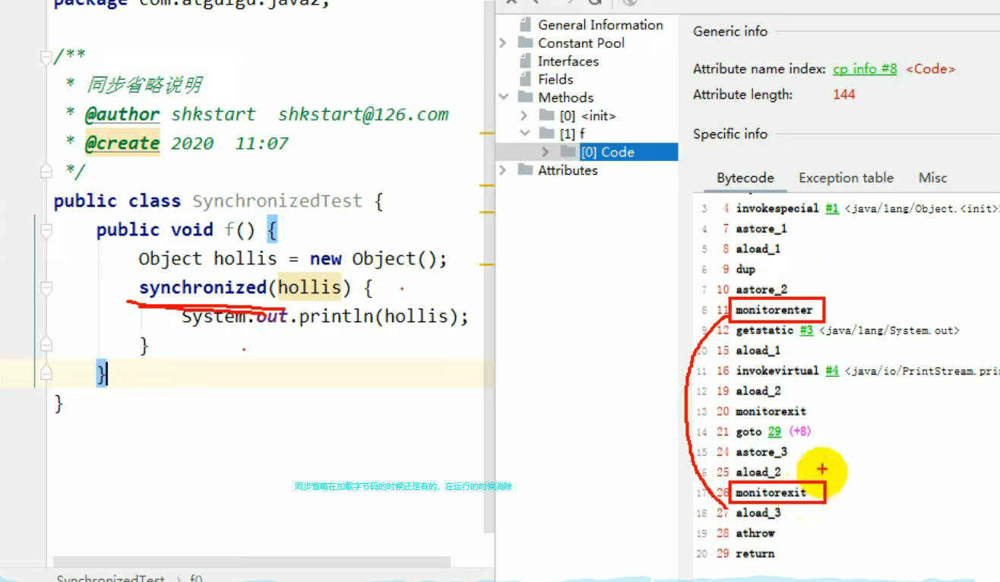 package com.atguigu.java2;
/**
* 同步省略说明
* @author shkstart shkstart@126.com
* @create 2020 11:07
*/
public class SynchronizedTest {
public void f() {
Object hollis = new Object();
synchronized(hollis) {
System.out.println(hollis);
}
}
}
同步省略在加载字节码的时候还是有的，在运行的时候消除
SynchronizedTest > f()
General Information
Constant Pool
Interfaces
Fields
Methods
[0] <init>
[1] f
[0] Code
Attributes
Generic info
Attribute name index: cp info #8 <Code>
Attribute length: 144
Specific info
Bytecode Exception table Misc
3 4 invokespecial #1 <java/lang/Object.<init>
4 7 astore_1
5 8 aload_1
6 9 dup
7 10 astore_2
8 11 monitorenter
9 12 getstatic #3 <java/lang/System.out>
10 15 aload_1
11 16 invokevirtual #4 <java/io/PrintStream.pri
12 19 aload_2
13 20 monitorexit
14 21 goto 29 (+8)
15 24 astore_3
16 25 aload_2
17 26 monitorexit
18 27 aload_3
19 28 athrow
20 29 return